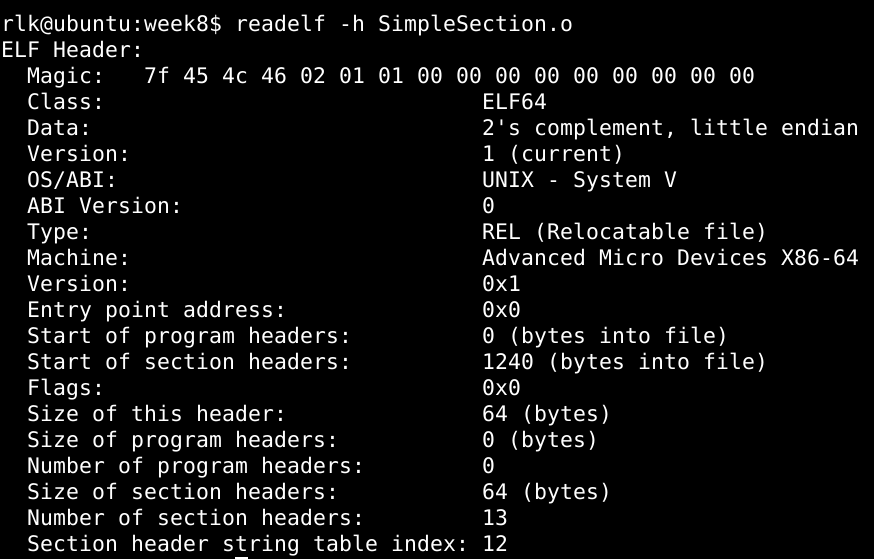 rlk@ubuntu:week8$ readelf -h SimpleSection.o
ELF Header:
  Magic:   7f 45 4c 46 02 01 01 00 00 00 00 00 00 00 00 00
  Class:                             ELF64
  Data:                              2's complement, little endian
  Version:                           1 (current)
  OS/ABI:                            UNIX - System V
  ABI Version:                       0
  Type:                              REL (Relocatable file)
  Machine:                           Advanced Micro Devices X86-64
  Version:                           0x1
  Entry point address:               0x0
  Start of program headers:          0 (bytes into file)
  Start of section headers:          1240 (bytes into file)
  Flags:                             0x0
  Size of this header:               64 (bytes)
  Size of program headers:           0 (bytes)
  Number of program headers:         0
  Size of section headers:           64 (bytes)
  Number of section headers:         13
  Section header string table index: 12